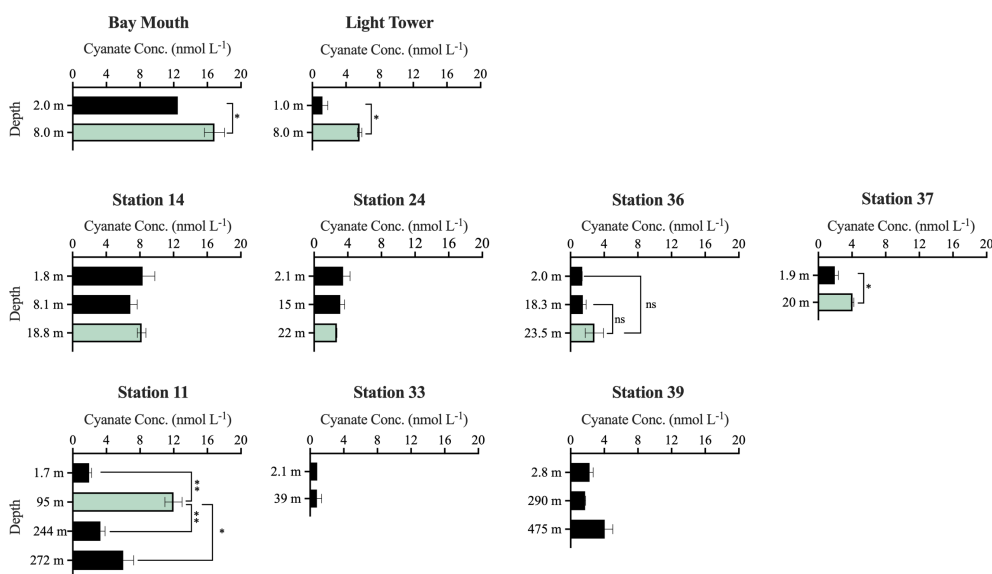 Bay Mouth
Cyanate Conc. (nmol L-1)
0 4 8 12 16 20
Depth
2.0 m
8.0 m
*
Light Tower
Cyanate Conc. (nmol L-1)
0 4 8 12 16 20
1.0 m
8.0 m
*
Station 14
Cyanate Conc. (nmol L-1)
0 4 8 12 16 20
Depth
1.8 m
8.1 m
18.8 m
Station 24
Cyanate Conc. (nmol L-1)
0 4 8 12 16 20
2.1 m
15 m
22 m
Station 36
Cyanate Conc. (nmol L-1)
0 4 8 12 16 20
2.0 m
18.3 m
23.5 m
ns
ns
Station 37
Cyanate Conc. (nmol L-1)
0 4 8 12 16 20
1.9 m
20 m
*
Station 11
Cyanate Conc. (nmol L-1)
0 4 8 12 16 20
Depth
1.7 m
95 m
244 m
272 m
**
**
*
Station 33
Cyanate Conc. (nmol L-1)
0 4 8 12 16 20
2.1 m
39 m
Station 39
Cyanate Conc. (nmol L-1)
0 4 8 12 16 20
2.8 m
290 m
475 m